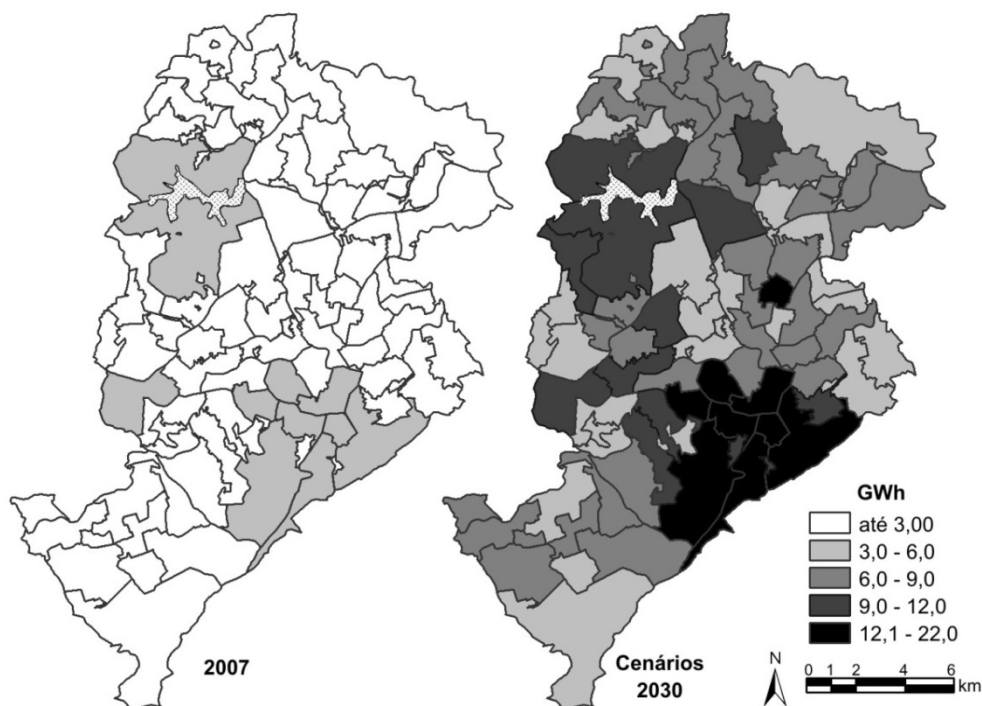 2007
Cenários
2030
GWh
até 3,00
3,0 - 6,0
6,0 - 9,0
9,0 - 12,0
12,1 - 22,0
N
0 1 2 4 6
km